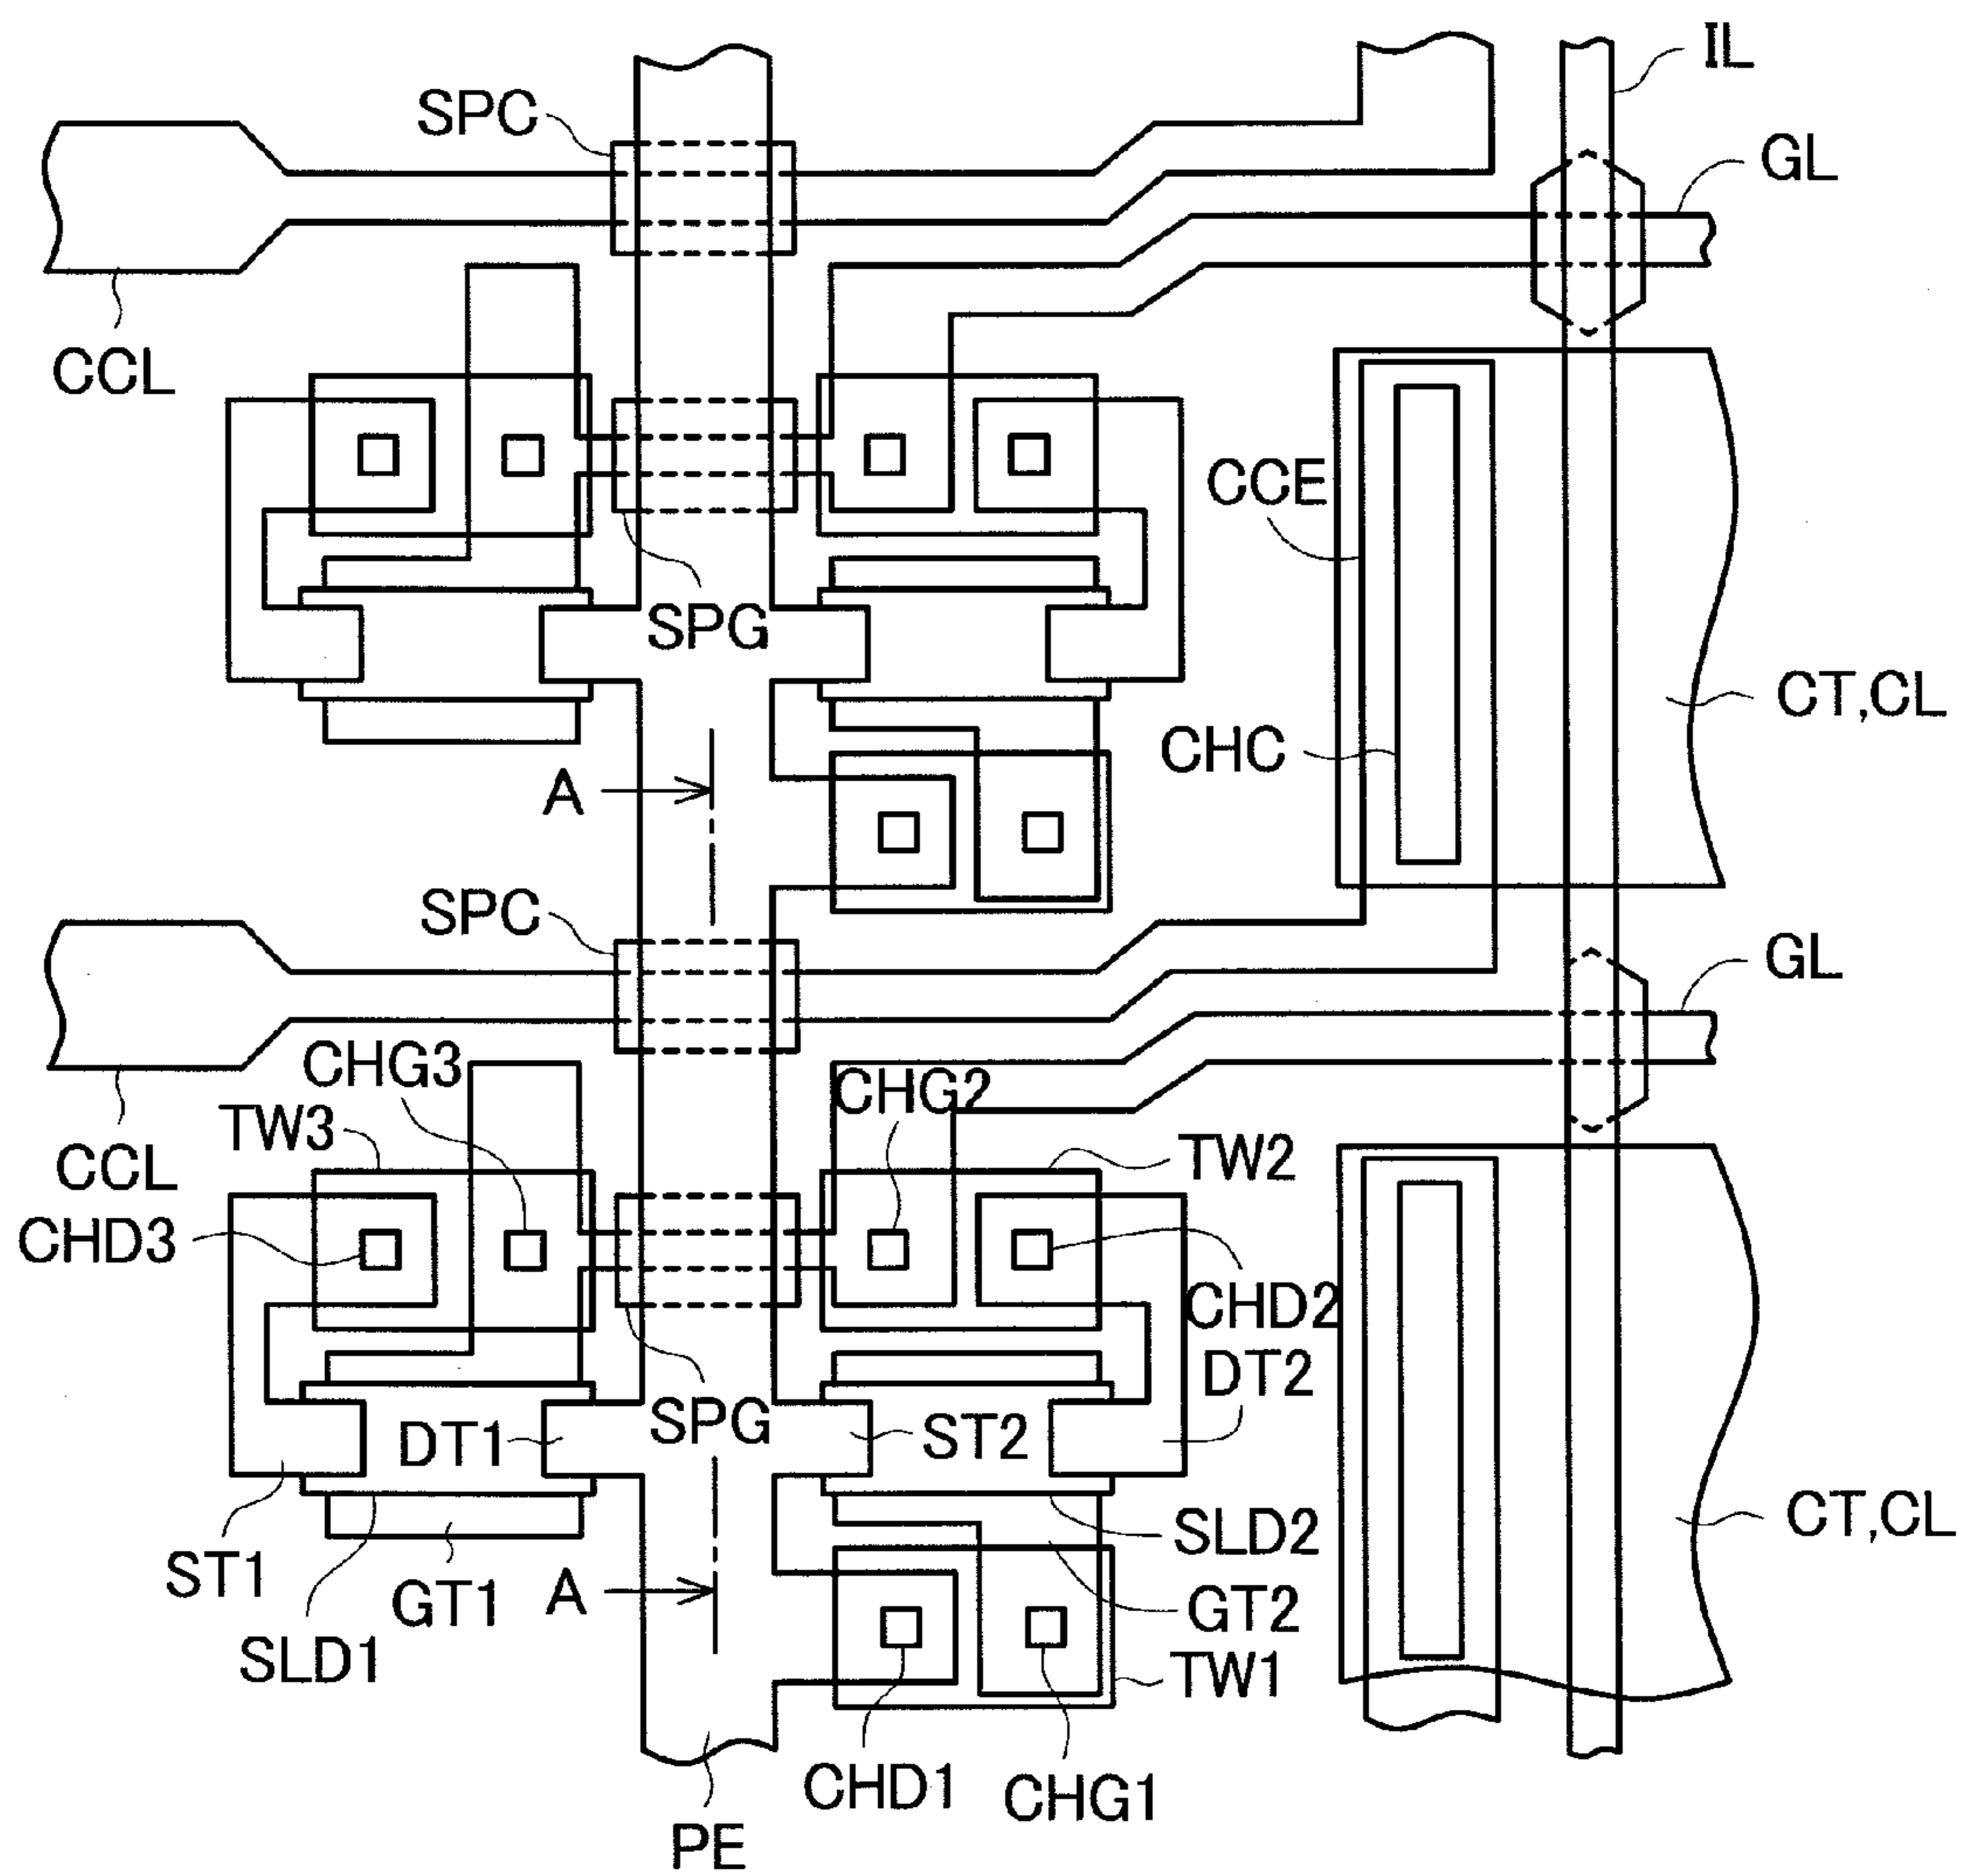 IL
SPC
GL
CCL
CCE
SPG
CT,CL
CHC
A
SPC
GL
CHG3
CHG2
TW3
TW2
CCL
CHD3
CHD2
DT2
SPG
DT1
ST2
CT,CL
SLD2
ST1
GT1
A
GT2
SLD1
TW1
CHD1
CHG1
PE